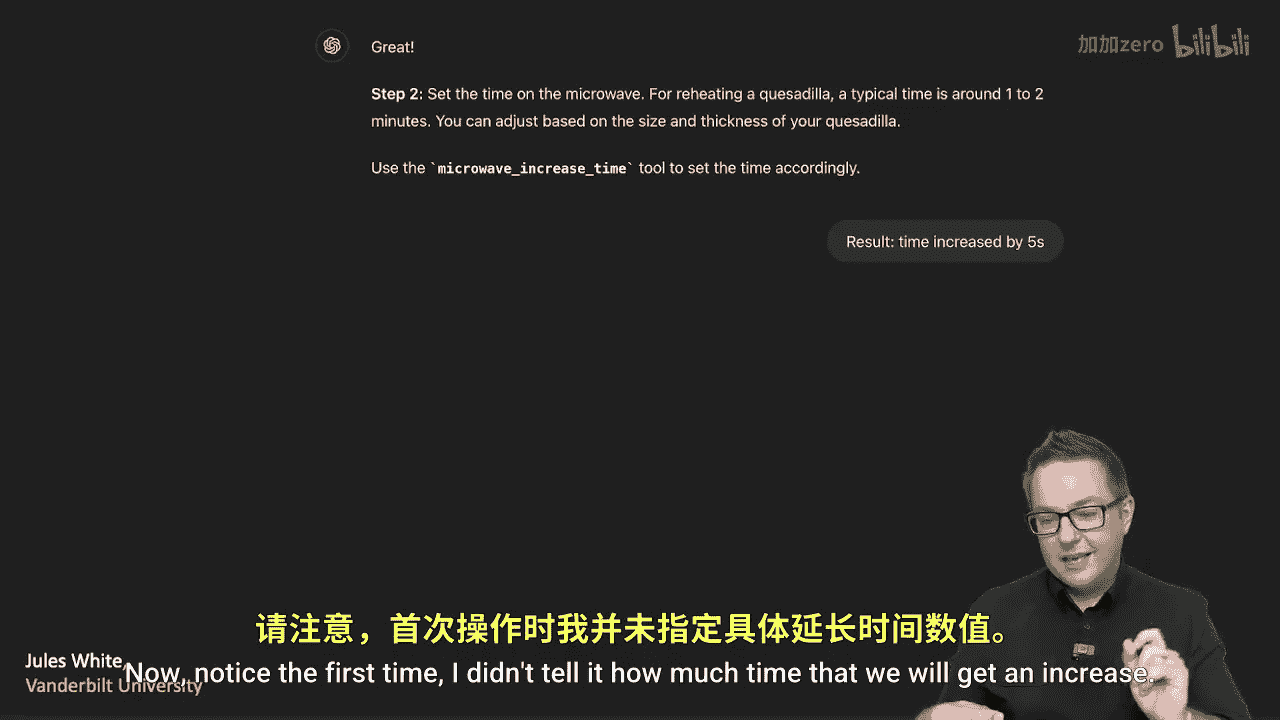 加加zero bilibili
Great!
Step 2: Set the time on the microwave. For reheating a quesadilla, a typical time is around 1 to 2
minutes. You can adjust based on the size and thickness of your quesadilla.
Use the `microwave_increase_time` tool to set the time accordingly.
Result: time increased by 5s
请注意，首次操作时我并未指定具体延长时间数值。
Jules White,
Now, notice the first time, I didn't tell it how much time that we will get an increase.
Vanderbilt University